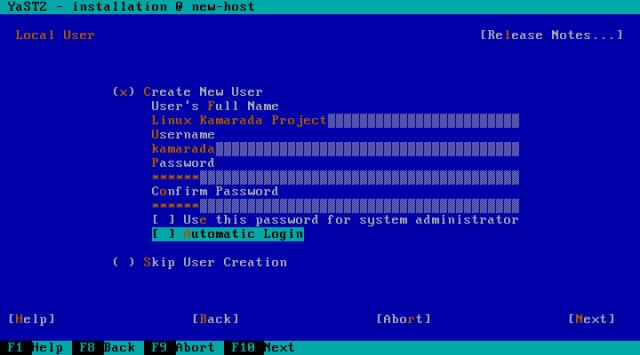 YaST2 - installation @ new-host
Local User [Release Notes...]
(x) Create New User
User's Full Name
Linux Kamarada Project
Username
kamarada
Password
******
Confirm Password
******
[ ] Use this password for system administrator
[ ] Automatic Login
( ) Skip User Creation
[Help] [Back] [Abort] [Next]
F1 Help F8 Back F9 Abort F10 Next